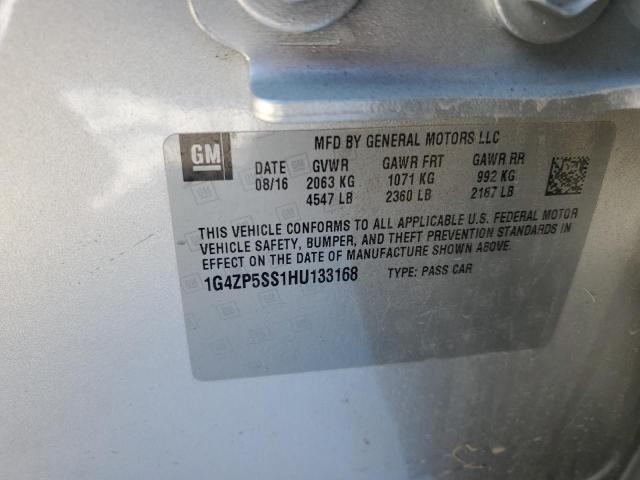 GM
MFD BY GENERAL MOTORS LLC
DATE GVWR GAWR FRT GAWR RR
08/16 2063 KG 1071 KG 992 KG
4547 LB 2360 LB 2187 LB
THIS VEHICLE CONFORMS TO ALL APPLICABLE U.S. FEDERAL MOTOR
VEHICLE SAFETY, BUMPER, AND THEFT PREVENTION STANDARDS IN
EFFECT ON THE DATE OF MANUFACTURE SHOWN ABOVE.
1G4ZP5SS1HU133168 TYPE: PASS CAR